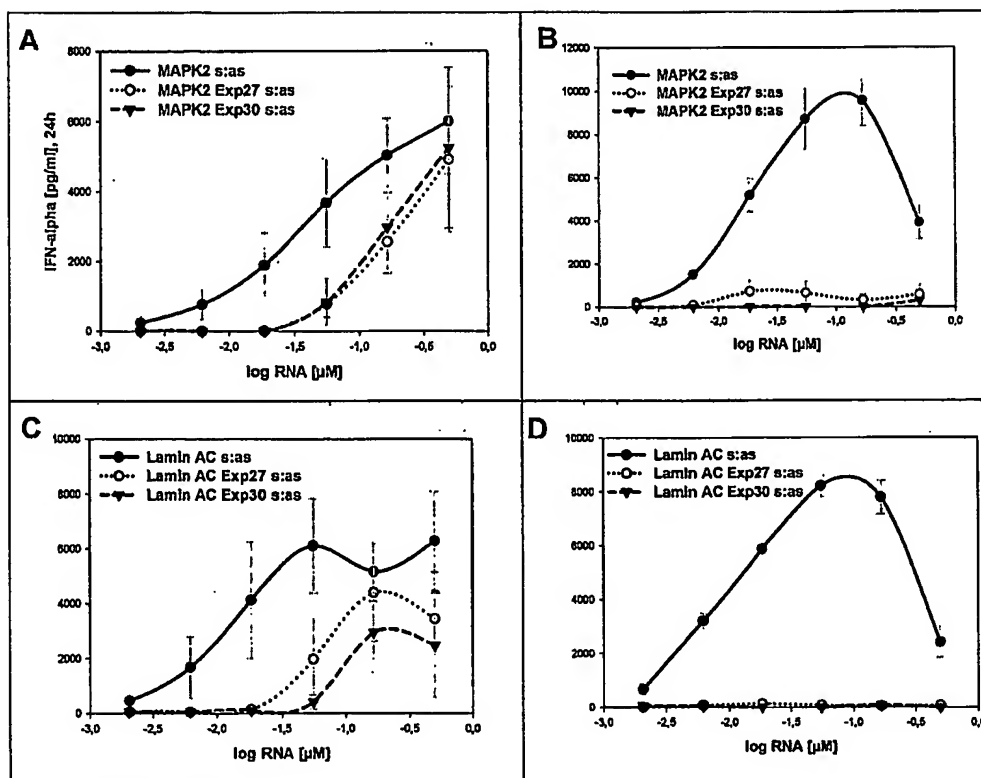 A
MAPK2 s:as
MAPK2 Exp27 s:as
MAPK2 Exp30 s:as
IFN-alpha [pg/ml], 24h
8000
6000
4000
2000
0
-3,0 -2,5 -2,0 -1,5 -1,0 -0,5 0,0
log RNA [µM]
B
MAPK2 s:as
MAPK2 Exp27 s:as
MAPK2 Exp30 s:as
12000
10000
8000
6000
4000
2000
0
-3,0 -2,5 -2,0 -1,5 -1,0 -0,5 0,0
log RNA [µM]
C
Lamin AC s:as
Lamin AC Exp27 s:as
Lamin AC Exp30 s:as
10000
8000
6000
4000
2000
0
-3,0 -2,5 -2,0 -1,5 -1,0 -0,5 0,0
log RNA [µM]
D
Lamin AC s:as
Lamin AC Exp27 s:as
Lamin AC Exp30 s:as
10000
8000
6000
4000
2000
0
-3,0 -2,5 -2,0 -1,5 -1,0 -0,5 0,0
log RNA [µM]